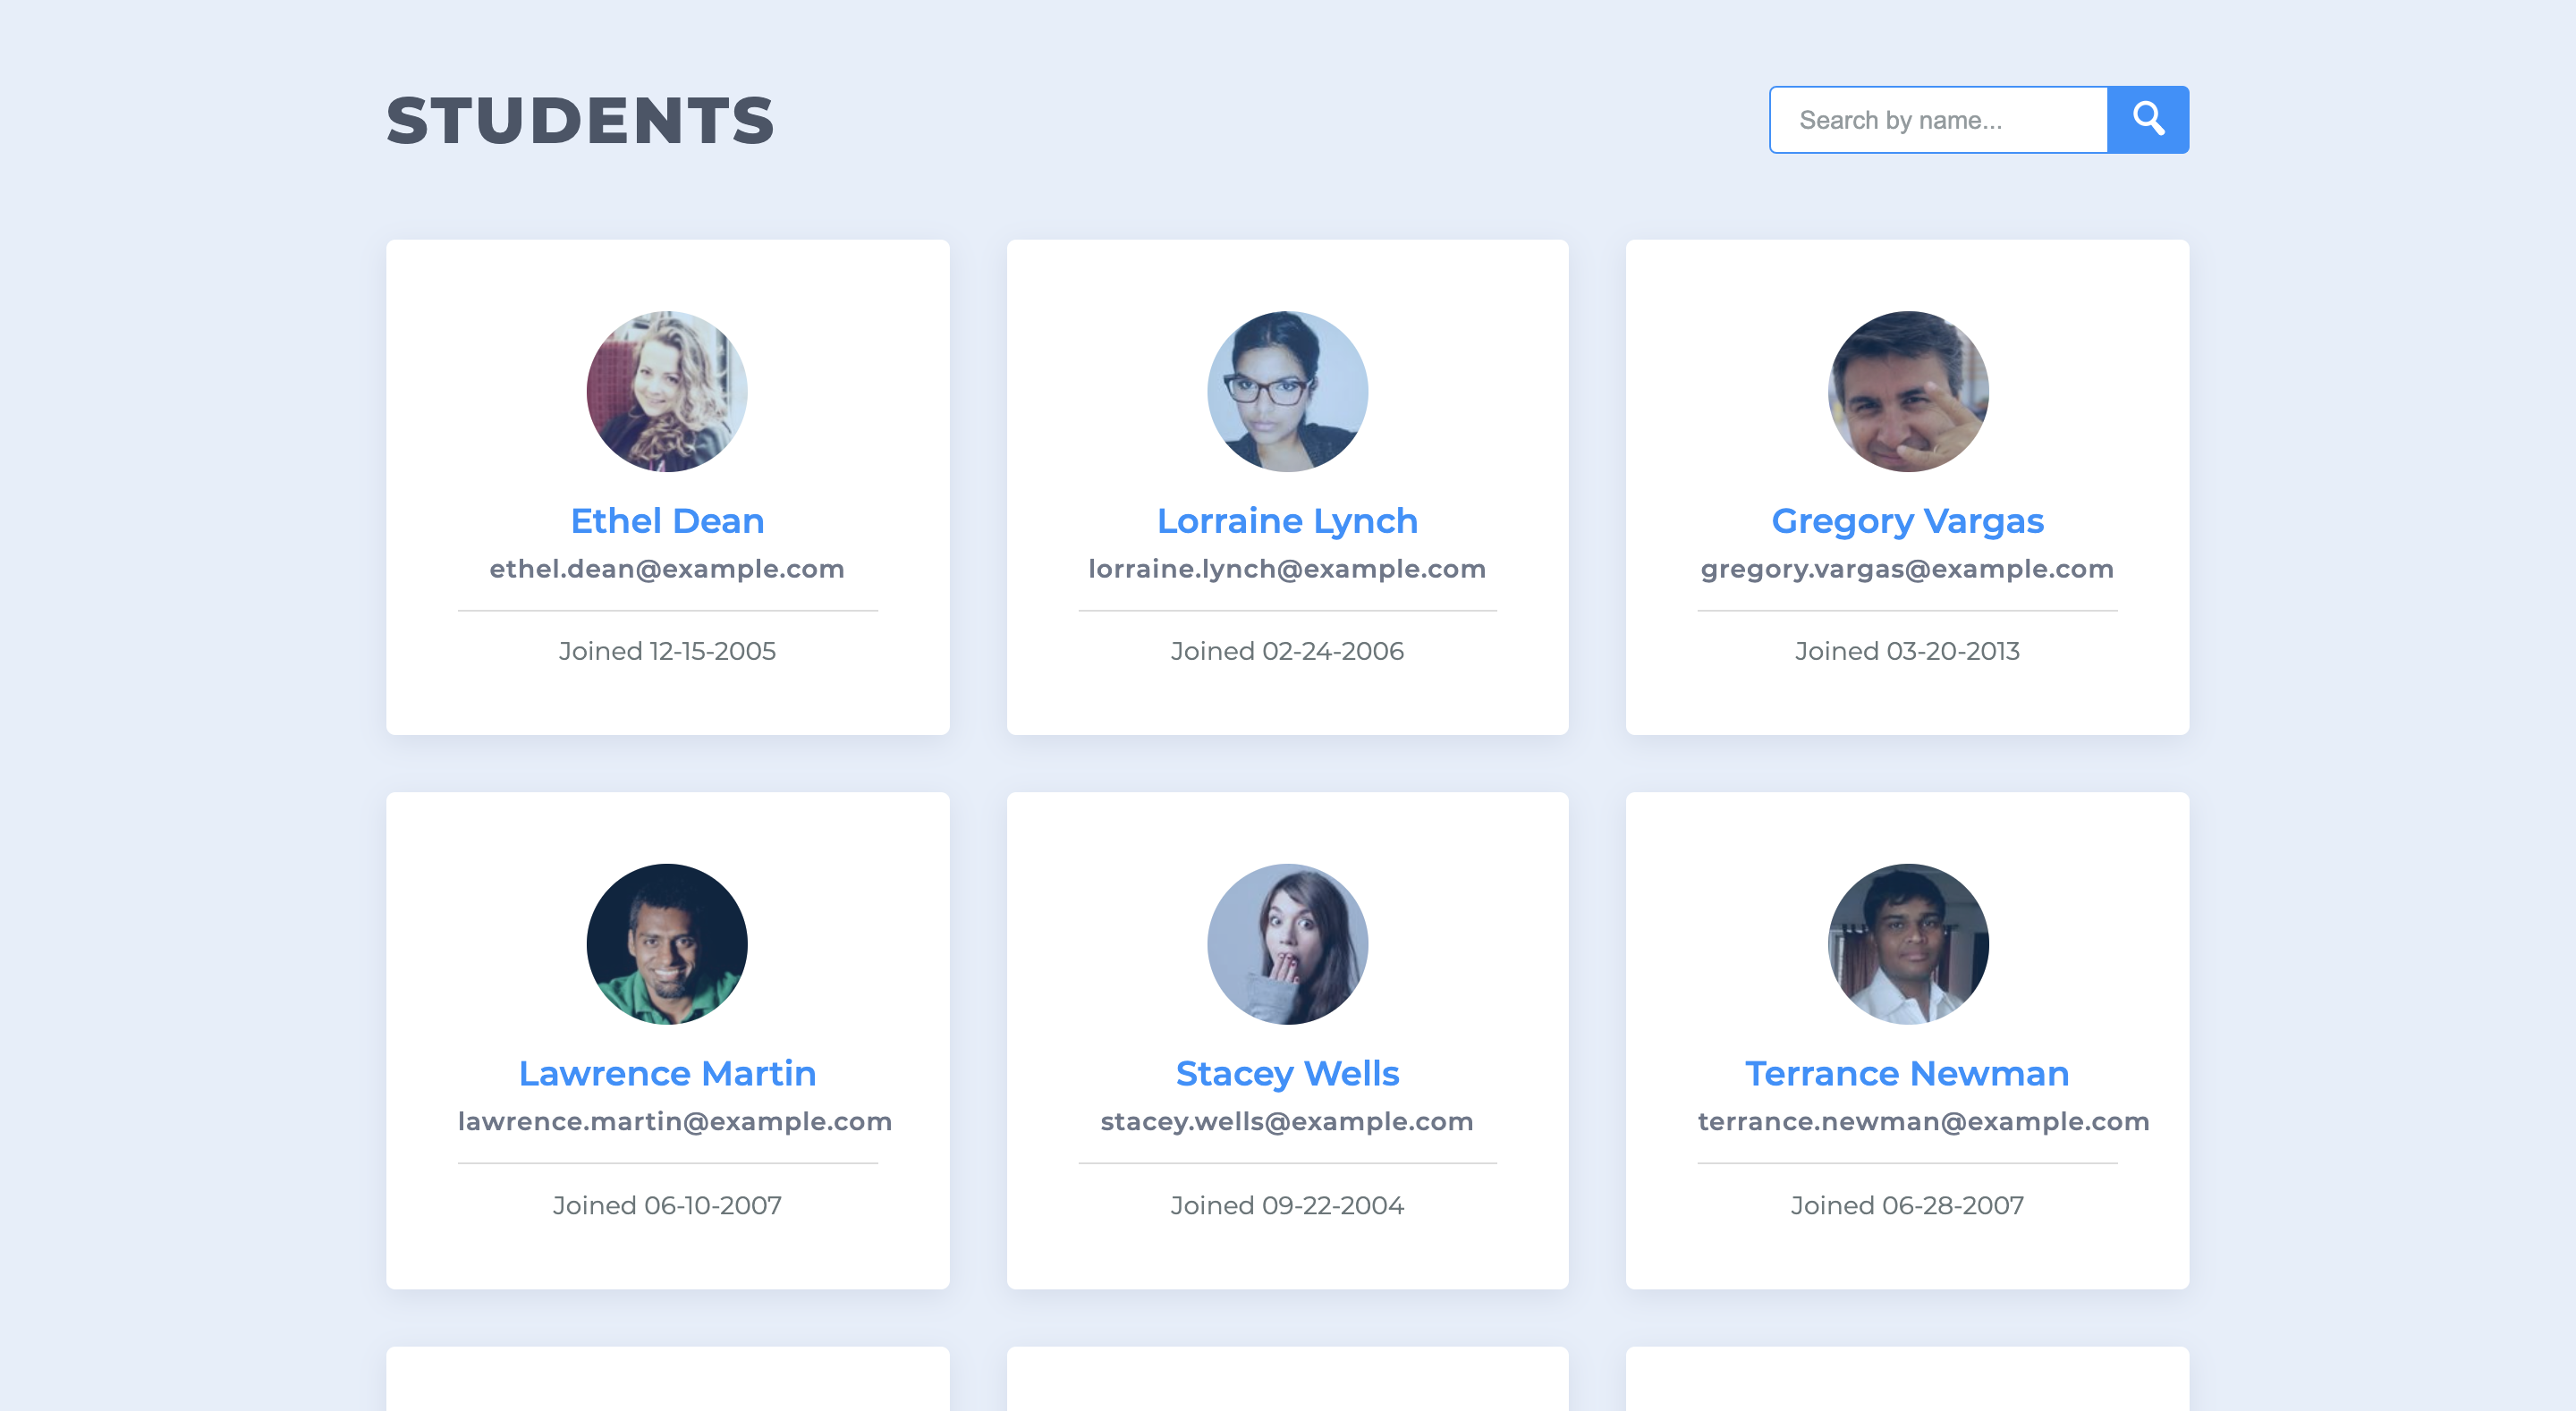 STUDENTS
Search by name...
Ethel Dean
ethel.dean@example.com
Joined 12-15-2005
Lorraine Lynch
lorraine.lynch@example.com
Joined 02-24-2006
Gregory Vargas
gregory.vargas@example.com
Joined 03-20-2013
Lawrence Martin
lawrence.martin@example.com
Joined 06-10-2007
Stacey Wells
stacey.wells@example.com
Joined 09-22-2004
Terrance Newman
terrance.newman@example.com
Joined 06-28-2007